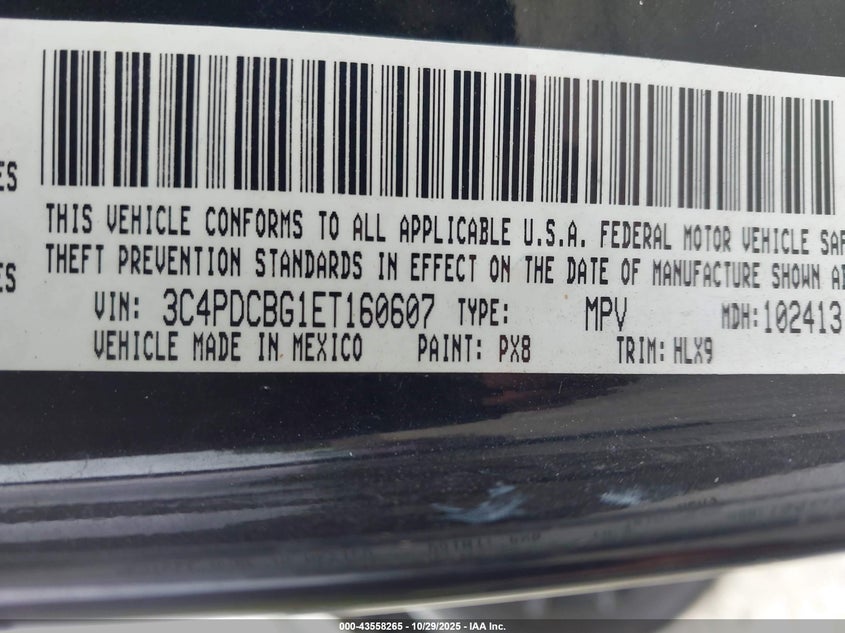 ES
THIS VEHICLE CONFORMS TO ALL APPLICABLE U.S.A. FEDERAL MOTOR VEHICLE SAF
ES
THEFT PREVENTION STANDARDS IN EFFECT ON THE DATE OF MANUFACTURE SHOWN A
VIN: 3C4PDCBG1ET160607 TYPE: MPV MDH:102413
VEHICLE MADE IN MEXICO PAINT: PX8 TRIM: HLX9
000-43558265 - 10/29/2025 - IAA Inc.